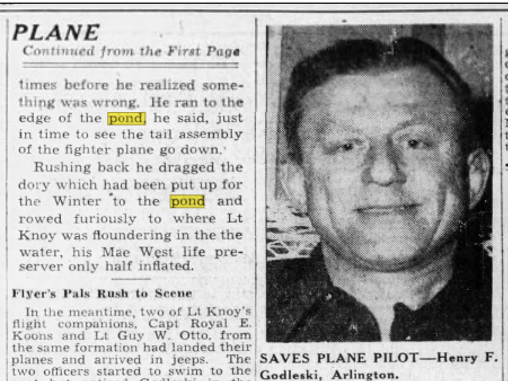 PLANE
Continued from the First Page
times before he realized some-
thing was wrong. He ran to the
edge of the pond, he said, just
in time to see the tail assembly
of the fighter plane go down.
Rushing back he dragged the
dory which had been put up for
the Winter to the pond and
rowed furiously to where Lt
Knoy was floundering in the the
water, his Mae West life pre-
server only half inflated.
Flyer's Pals Rush to Scene
In the meantime, two of Lt Knoy's
flight companions, Capt Royal E.
Koons and Lt Guy W. Otto, from
the same formation had landed their
planes and arrived in jeeps. The
two officers started to swim to the
SAVES PLANE PILOT—Henry F.
Godleski, Arlington.